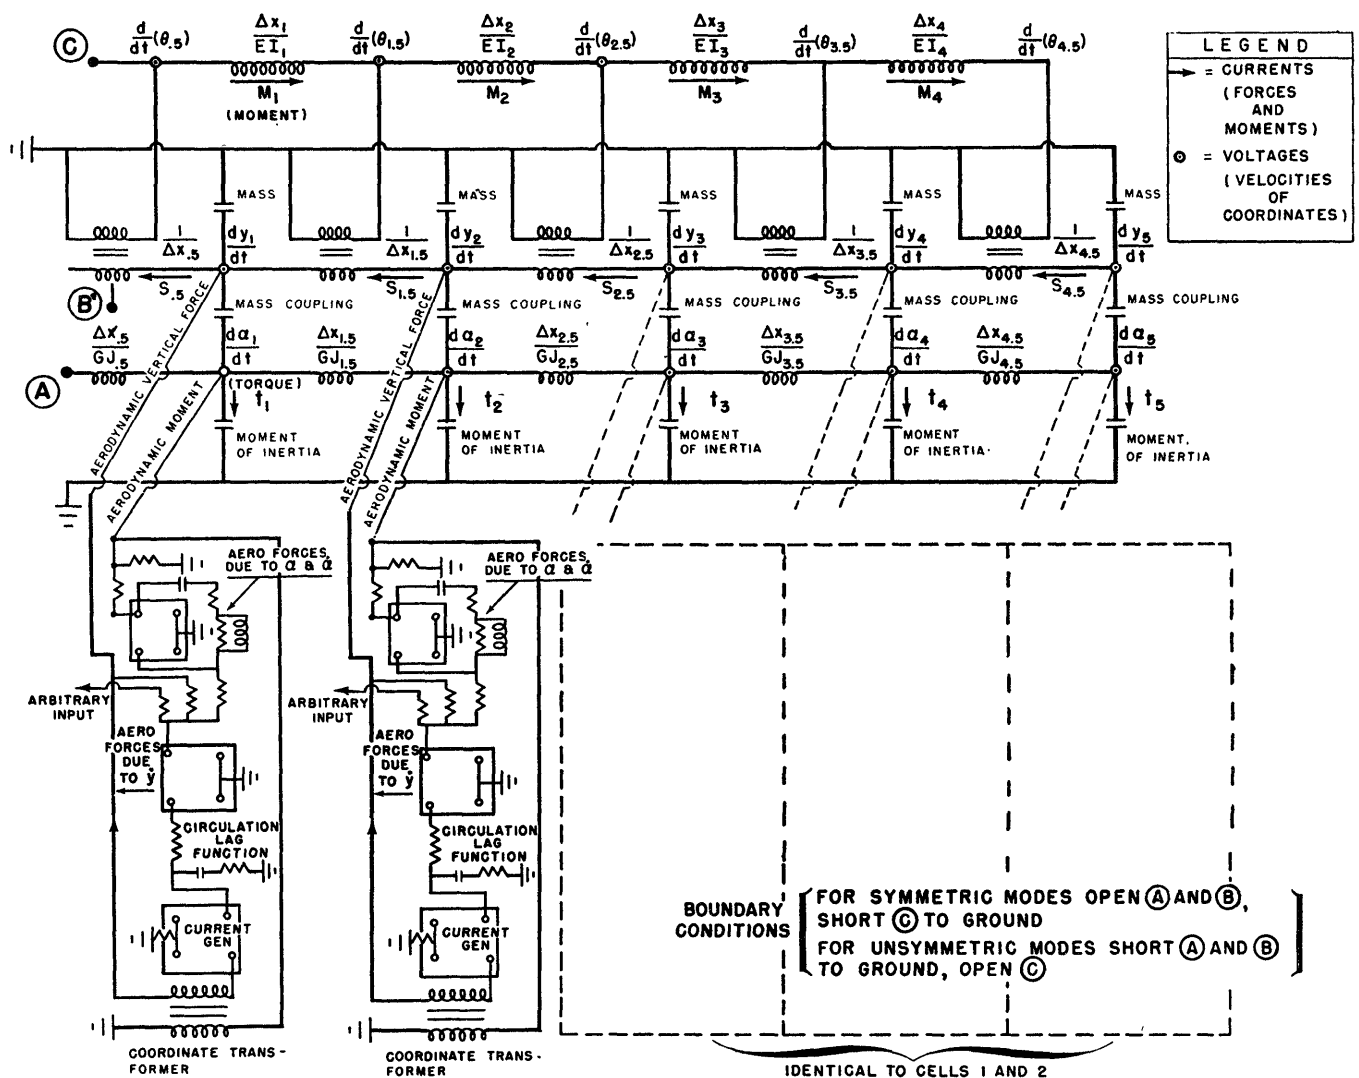 C
d/dt (θ.5)
Δx1/EI1
d/dt (θ1.5)
Δx2/EI2
d/dt (θ2.5)
Δx3/EI3
d/dt (θ3.5)
Δx4/EI4
d/dt (θ4.5)
M1
(MOMENT)
M2
M3
M4
LEGEND
= CURRENTS
(FORCES
AND
MOMENTS)
= VOLTAGES
(VELOCITIES
OF
COORDINATES)
MASS
MASS
MASS
MASS
MASS
1/Δx.5
dy1/dt
1/Δx1.5
dy2/dt
1/Δx2.5
dy3/dt
1/Δx3.5
dy4/dt
1/Δx4.5
dy5/dt
S.5
S1.5
S2.5
S3.5
S4.5
B
MASS COUPLING
MASS COUPLING
MASS COUPLING
MASS COUPLING
MASS COUPLING
Δx.5/GJ.5
dα1/dt
Δx1.5/GJ1.5
dα2/dt
Δx2.5/GJ2.5
dα3/dt
Δx3.5/GJ3.5
dα4/dt
Δx4.5/GJ4.5
dα5/dt
A
(TORQUE)
t1
t2
t3
t4
t5
MOMENT
OF INERTIA
MOMENT
OF INERTIA
MOMENT
OF INERTIA
MOMENT
OF INERTIA.
MOMENT.
OF INERTIA
AERODYNAMIC VERTICAL FORCE
AERODYNAMIC MOMENT
AERODYNAMIC VERTICAL FORCE
AERODYNAMIC MOMENT
AERO FORCES
DUE TO α & α̇
AERO FORCES
DUE TO α & α̇
ARBITRARY
INPUT
ARBITRARY
INPUT
AERO
FORCES
DUE
TO ẏ
AERO
FORCES
DUE
TO ẏ
CIRCULATION
LAG
FUNCTION
CIRCULATION
LAG
FUNCTION
CURRENT
GEN
CURRENT
GEN
COORDINATE TRANS-
FORMER
COORDINATE TRANS-
FORMER
BOUNDARY
CONDITIONS
FOR SYMMETRIC MODES OPEN A AND B,
SHORT C TO GROUND
FOR UNSYMMETRIC MODES SHORT A AND B
TO GROUND, OPEN C
IDENTICAL TO CELLS 1 AND 2